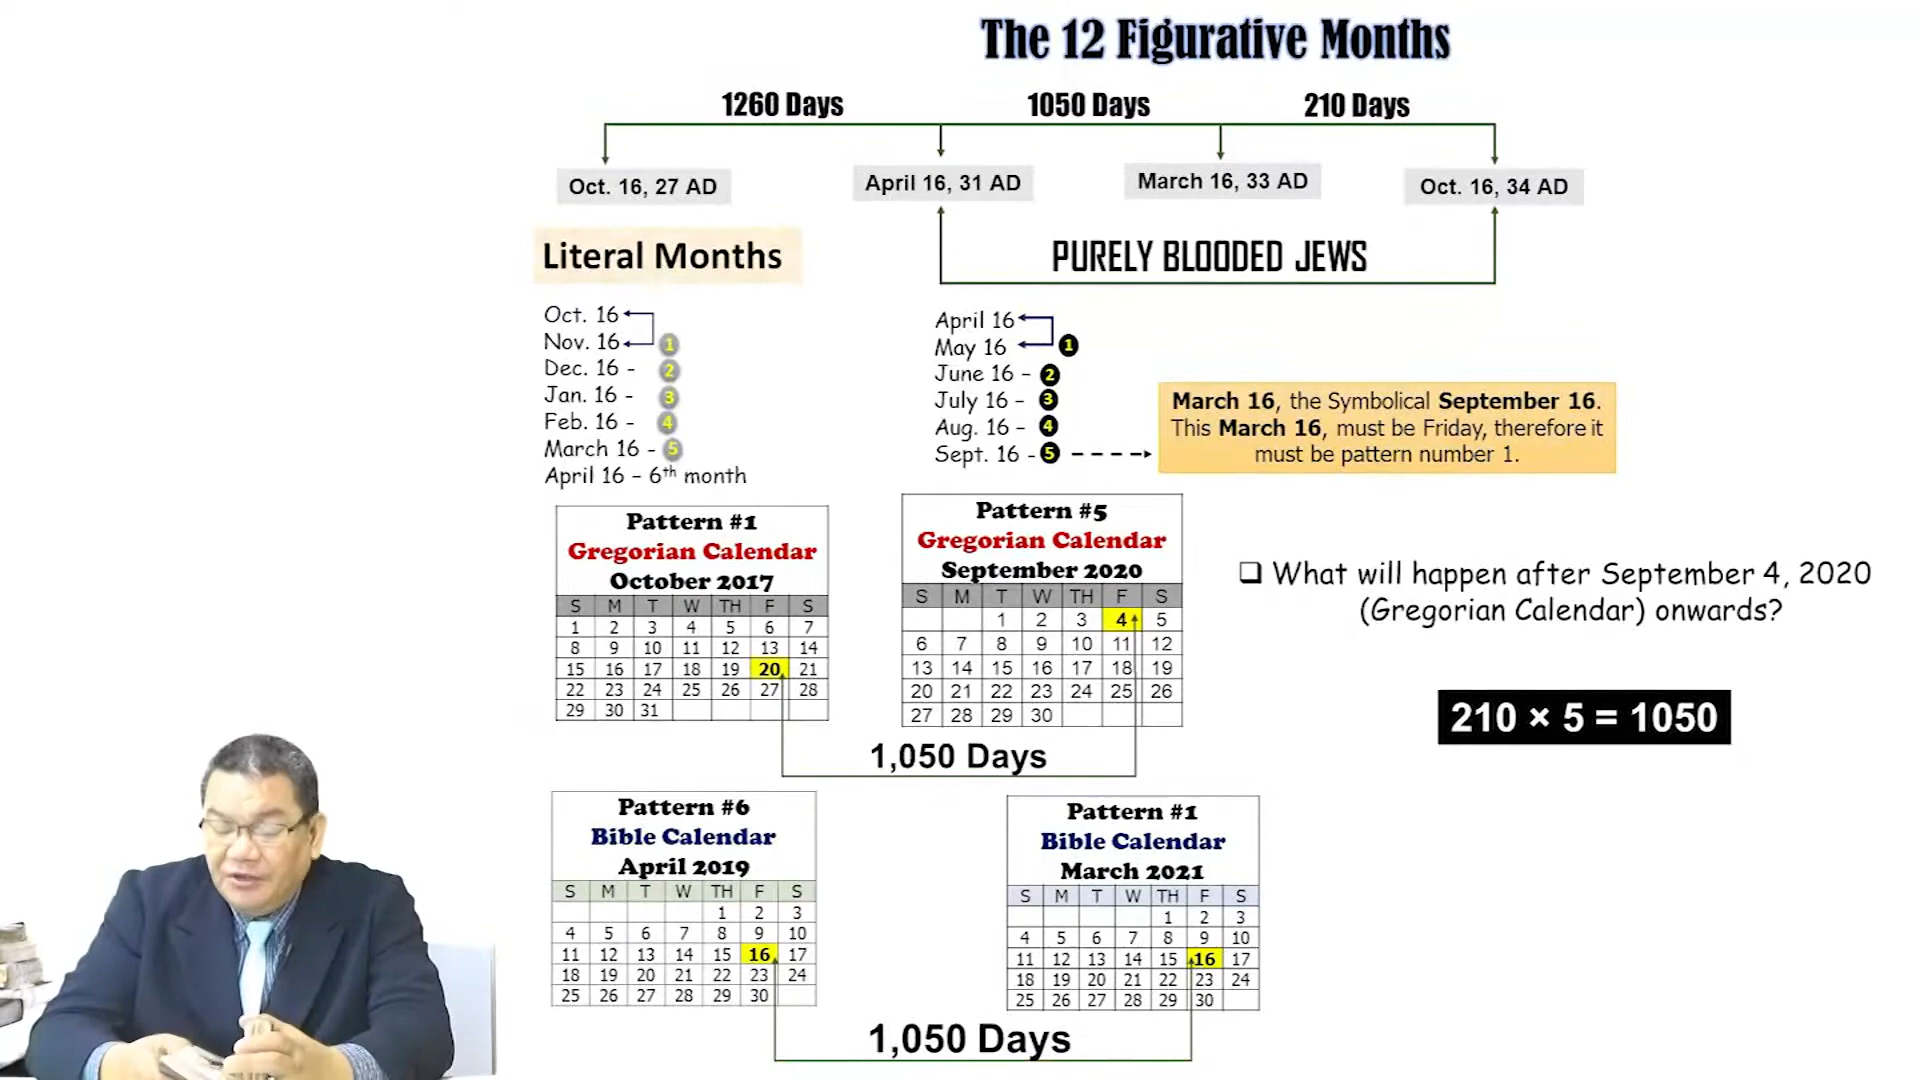 The 12 Figurative Months
1260 Days 1050 Days 210 Days
Oct. 16, 27 AD April 16, 31 AD March 16, 33 AD Oct. 16, 34 AD
Literal Months PURELY BLOODED JEWS
Oct. 16
Nov. 16 1
Dec. 16 - 2
Jan. 16 - 3
Feb. 16 - 4
March 16 - 5
April 16 – 6th month
April 16
May 16 1
June 16 - 2
July 16 - 3
Aug. 16 - 4
Sept. 16 - 5
March 16, the Symbolical September 16.
This March 16, must be Friday, therefore it
must be pattern number 1.
Pattern #1
Gregorian Calendar
October 2017
S M T W TH F S
1 2 3 4 5 6 7
8 9 10 11 12 13 14
15 16 17 18 19 20 21
22 23 24 25 26 27 28
29 30 31
Pattern #5
Gregorian Calendar
September 2020
S M T W TH F S
1 2 3 4 5
6 7 8 9 10 11 12
13 14 15 16 17 18 19
20 21 22 23 24 25 26
27 28 29 30
What will happen after September 4, 2020
(Gregorian Calendar) onwards?
210 × 5 = 1050
1,050 Days
Pattern #6
Bible Calendar
April 2019
S M T W TH F S
1 2 3
4 5 6 7 8 9 10
11 12 13 14 15 16 17
18 19 20 21 22 23 24
25 26 27 28 29 30
Pattern #1
Bible Calendar
March 2021
S M T W TH F S
1 2 3
4 5 6 7 8 9 10
11 12 13 14 15 16 17
18 19 20 21 22 23 24
25 26 27 28 29 30
1,050 Days